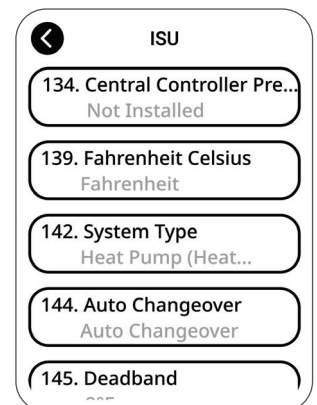 ISU
134. Central Controller Pre...
Not Installed
139. Fahrenheit Celsius
Fahrenheit
142. System Type
Heat Pump (Heat...
144. Auto Changeover
Auto Changeover
145. Deadband